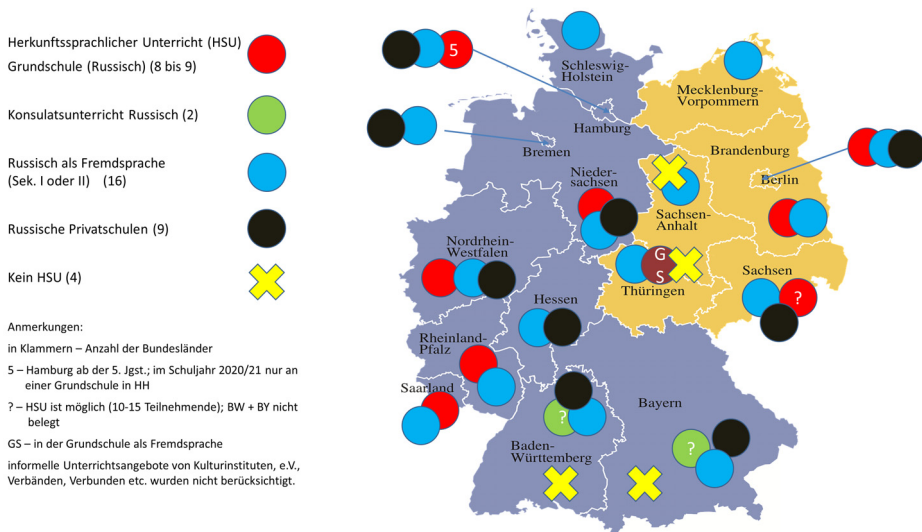 Herkunftssprachlicher Unterricht (HSU)
Grundschule (Russisch) (8 bis 9)
Konsulatsunterricht Russisch (2)
Russisch als Fremdsprache
(Sek. I oder II) (16)
Russische Privatschulen (9)
Kein HSU (4)
Anmerkungen:
in Klammern – Anzahl der Bundesländer
5 – Hamburg ab der 5. Jgst.; im Schuljahr 2020/21 nur an
einer Grundschule in HH
? – HSU ist möglich (10-15 Teilnehmende); BW + BY nicht
belegt
GS – in der Grundschule als Fremdsprache
informelle Unterrichtsangebote von Kulturinstituten, e.V.,
Verbänden, Verbunden etc. wurden nicht berücksichtigt.
5
Schleswig-
Holstein
Mecklenburg-
Vorpommern
Hamburg
Bremen
Brandenburg
Berlin
Nieder-
sachsen
Sachsen-
Anhalt
Nordrhein-
Westfalen
G
S
Thüringen
Sachsen
?
Hessen
Rheinland-
Pfalz
Saarland
?
Bayern
?
Baden-
Württemberg